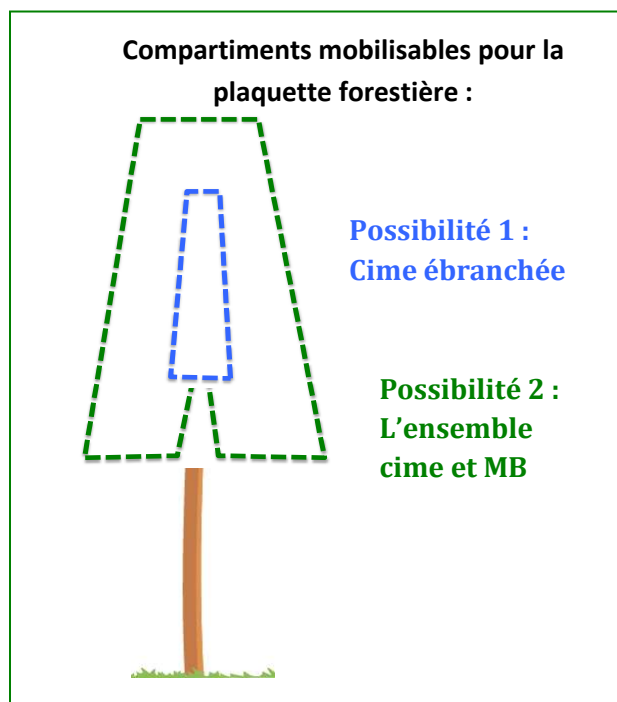 Compartiments mobilisables pour la
plaquette forestière :
Possibilité 1 :
Cime ébranchée
Possibilité 2 :
L’ensemble
cime et MB